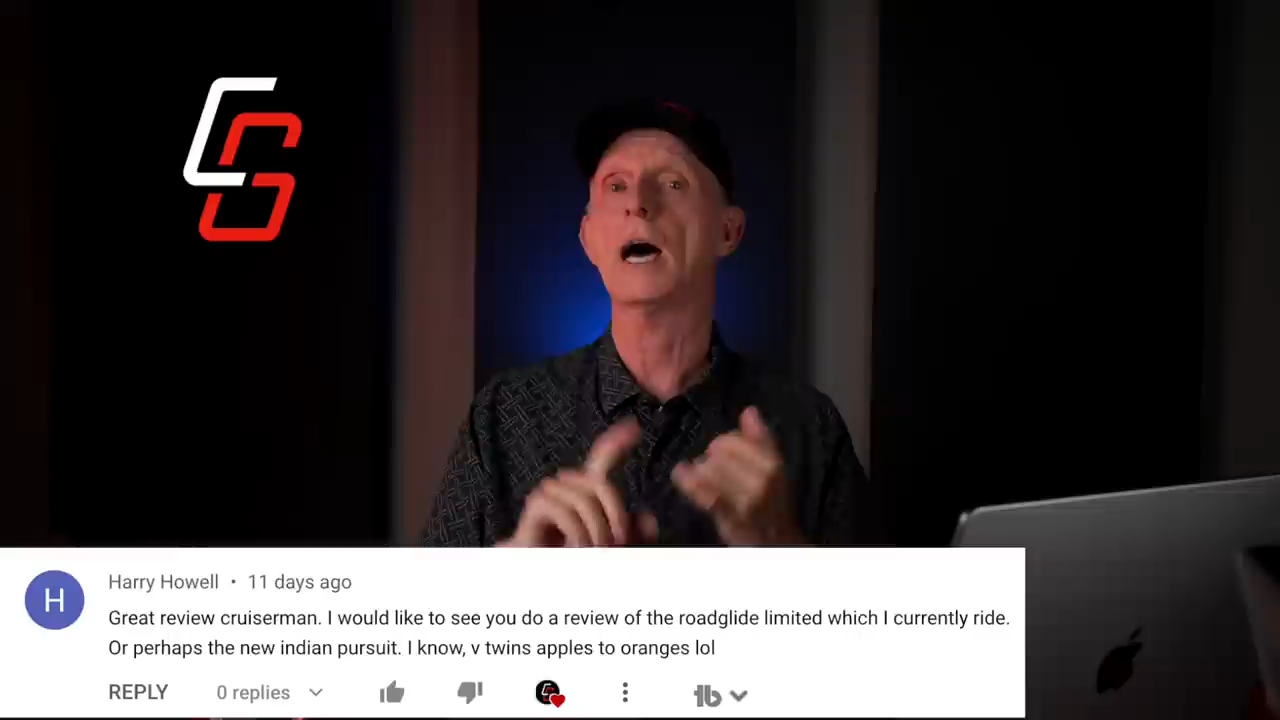 Harry Howell • 11 days ago
H
Great review cruiserman. I would like to see you do a review of the roadglide limited which I currently ride.
Or perhaps the new indian pursuit. I know, v twins apples to oranges lol
REPLY 0 replies